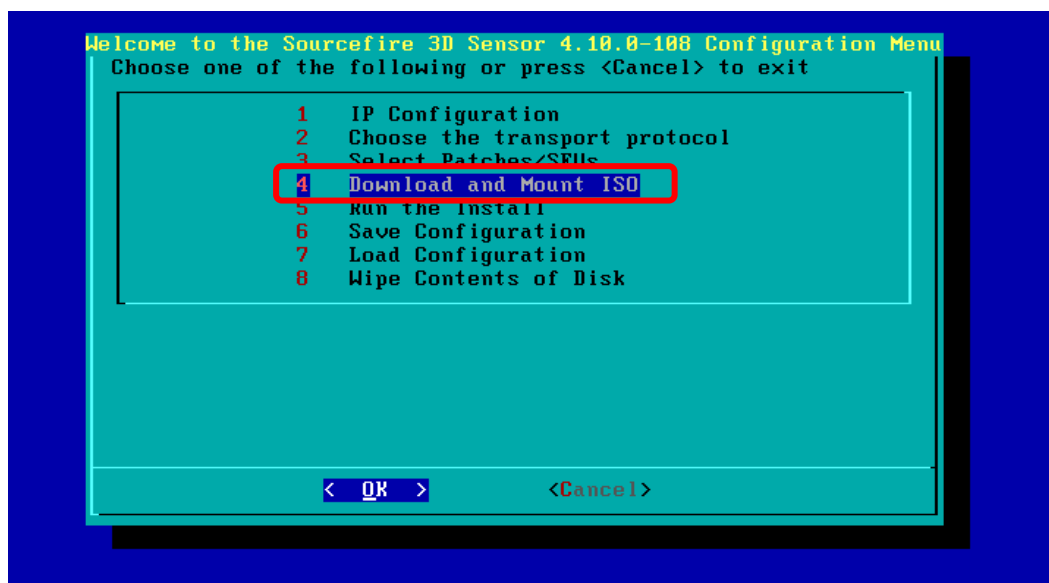 Welcome to the Sourcefire 3D Sensor 4.10.0-108 Configuration Menu
Choose one of the following or press <Cancel> to exit
1 IP Configuration
2 Choose the transport protocol
3 Select Patches/SEUs
4 Download and Mount ISO
5 Run the Install
6 Save Configuration
7 Load Configuration
8 Wipe Contents of Disk
< OK > <Cancel>